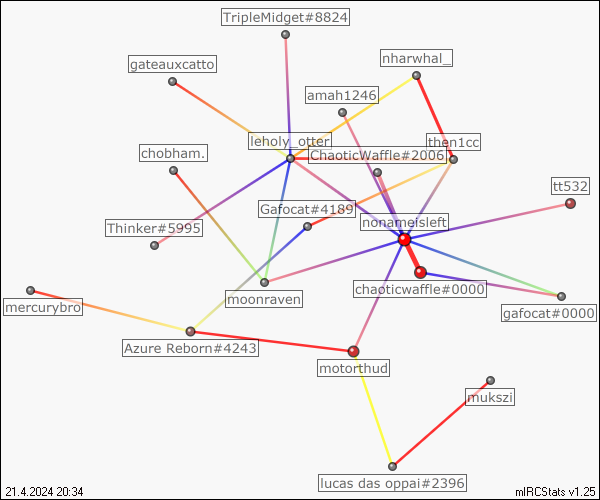 TripleMidget#8824
nharwhal_
gateauxcatto
amah1246
leholy_otter
then1cc
chobham.
ChaoticWaffle#2006
tt532
Gafocat#4189
Thinker#5995
nonameisleft
moonraven
chaoticwaffle#0000
mercurybro
gafocat#0000
Azure Reborn#4243
motorthud
mukszi
lucas das oppai#2396
21.4.2024 20:34
mIRCStats v1.25